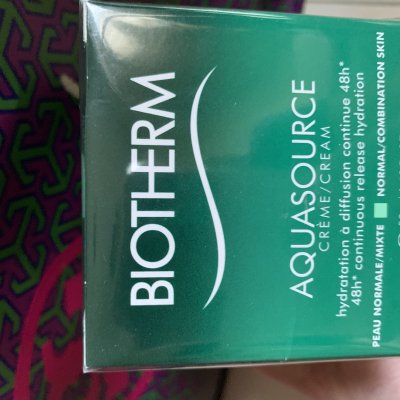 BIOTHERM
AQUASOURCE
CRÈME/CREAM
hydratation à diffusion continue 48h*
48h* continuous release hydration
PEAU NORMALE/MIXTE NORMAL/COMBINATION SKIN